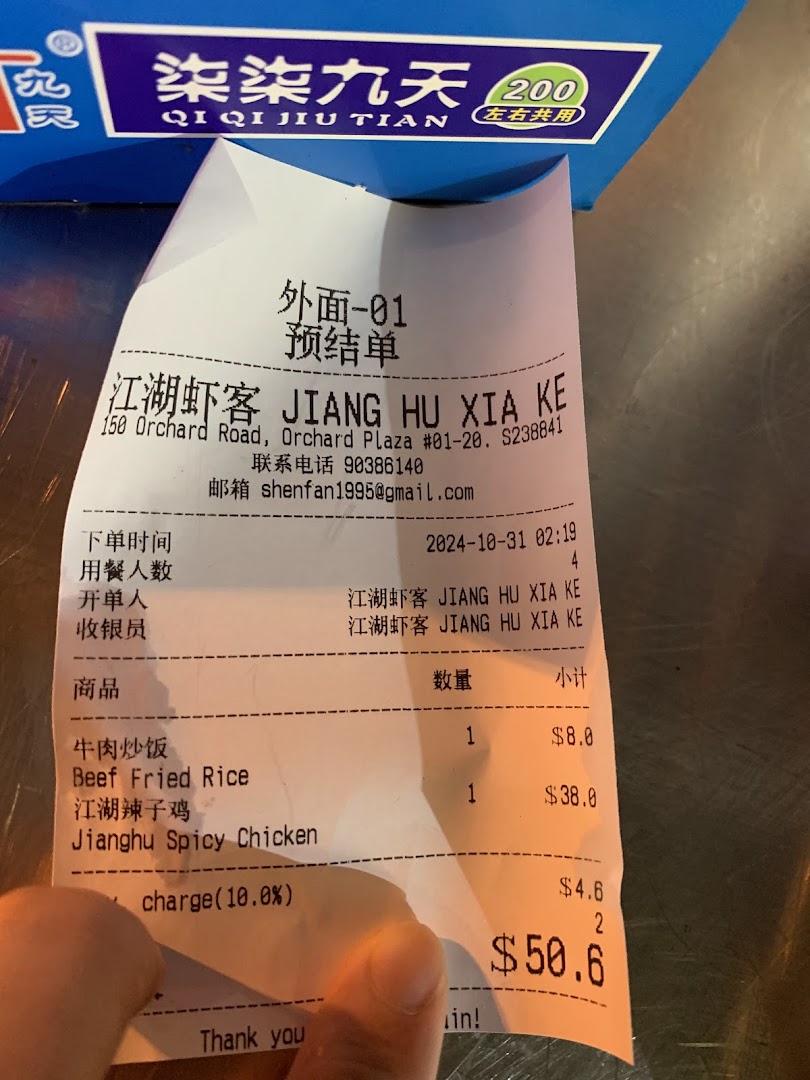 九天®
柒柒九天
QI QI JIU TIAN
200
左右共用
外面-01
预结单
江湖虾客 JIANG HU XIA KE
150 Orchard Road, Orchard Plaza #01-20. S238841
联系电话 90386140
邮箱 shenfan1995@gmail.com
下单时间 2024-10-31 02:19
用餐人数 4
开单人 江湖虾客 JIANG HU XIA KE
收银员 江湖虾客 JIANG HU XIA KE
商品 数量 小计
牛肉炒饭 1 $8.0
Beef Fried Rice
江湖辣子鸡 1 $38.0
Jianghu Spicy Chicken
charge(10.0%) $4.6
2
$50.6
Thank you